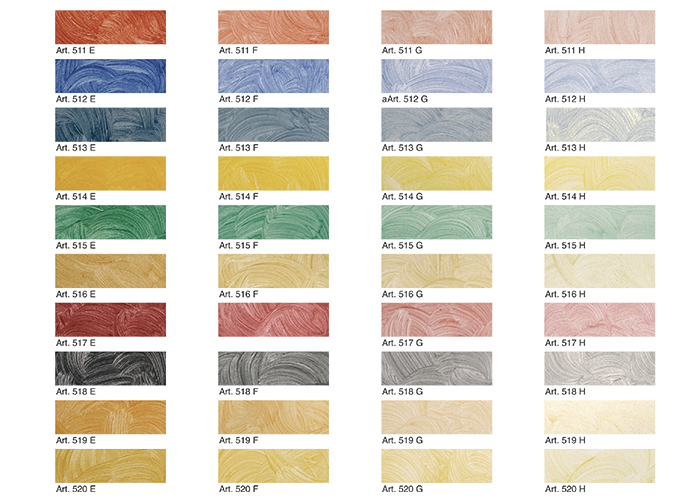 Art. 511 E Art. 511 F Art. 511 G Art. 511 H
Art. 512 E Art. 512 F aArt. 512 G Art. 512 H
Art. 513 E Art. 513 F Art. 513 G Art. 513 H
Art. 514 E Art. 514 F Art. 514 G Art. 514 H
Art. 515 E Art. 515 F Art. 515 G Art. 515 H
Art. 516 E Art. 516 F Art. 516 G Art. 516 H
Art. 517 E Art. 517 F Art. 517 G Art. 517 H
Art. 518 E Art. 518 F Art. 518 G Art. 518 H
Art. 519 E Art. 519 F Art. 519 G Art. 519 H
Art. 520 E Art. 520 F Art. 520 G Art. 520 H